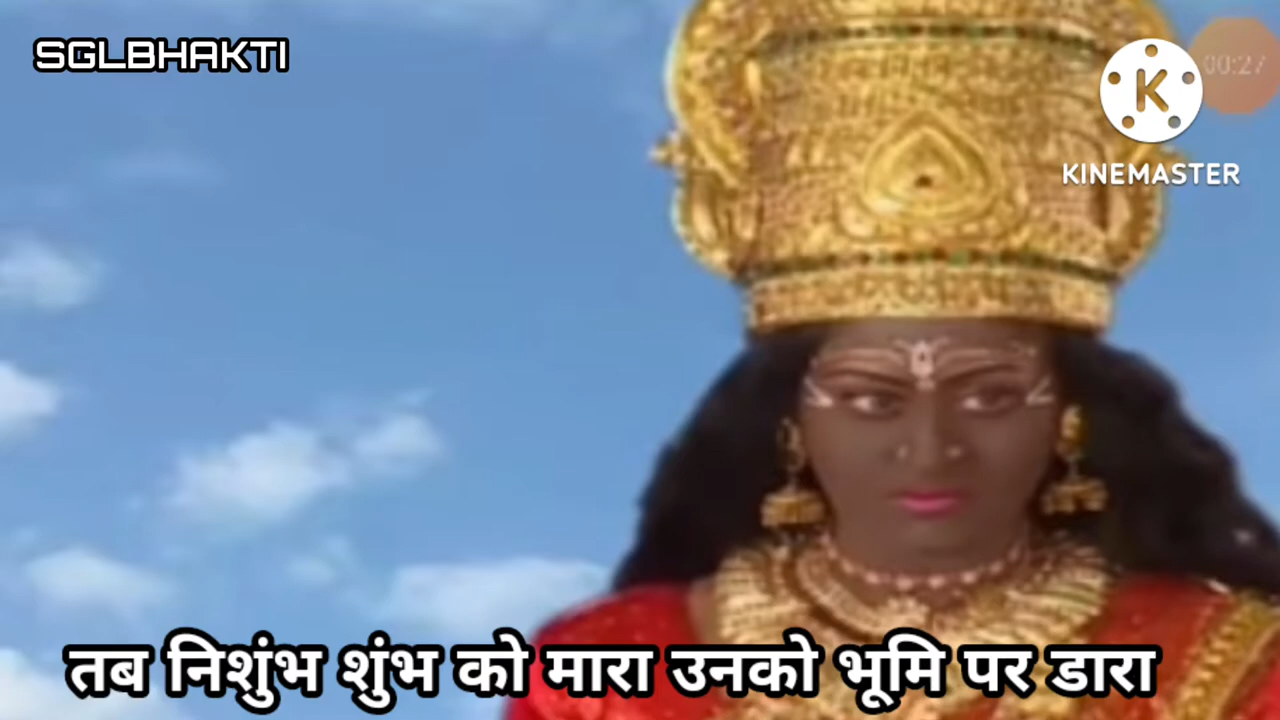 SGLBHAKTI
00:27
K
KINEMASTER
तब निशुंभ शुंभ को मारा उनको भूमि पर डारा